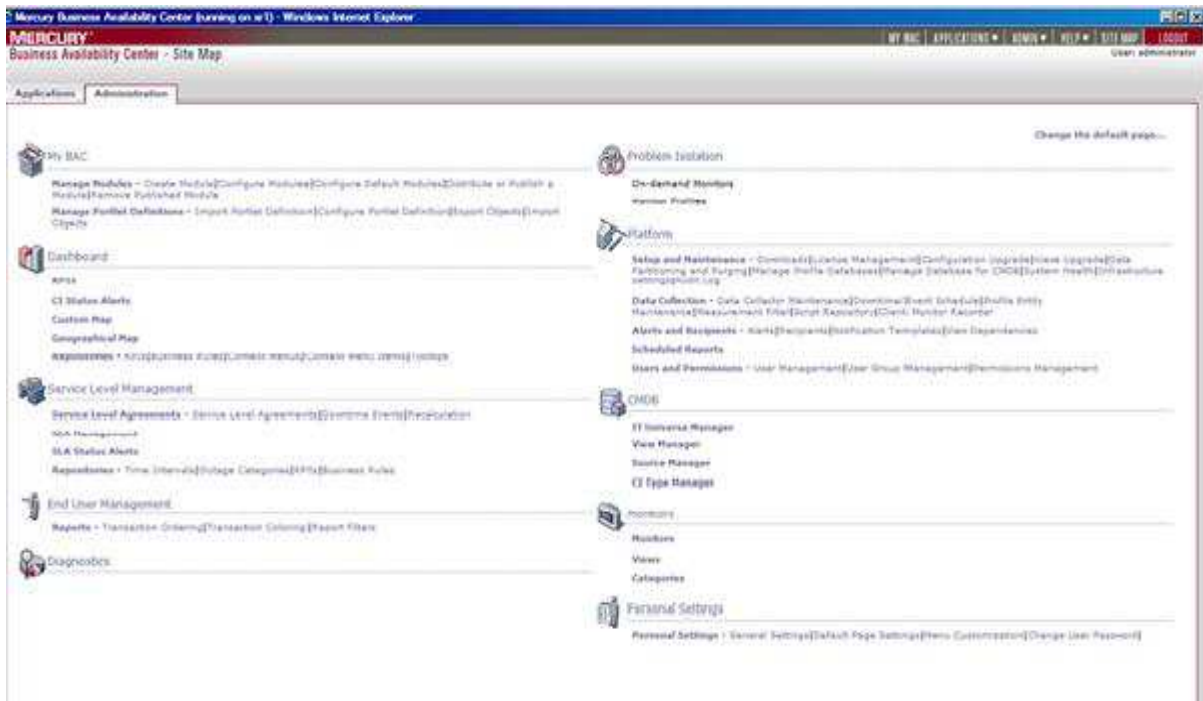 Mercury Business Availability Center (running on sr1) - Windows Internet Explorer
MERCURY
MY BAC | APPLICATIONS | ADMIN | HELP | SITE MAP | LOGOUT
Business Availability Center - Site Map
User: administrator
Applications
Administration
Change the default page...
My BAC
Manage Modules - Create Module|Configure Modules|Configure Default Modules|Distribute or Publish a
Module|Remove Published Module
Manage Portlet Definitions - Import Portlet Definition|Configure Portlet Definition|Export Objects|Import
Objects
Dashboard
KPIs
CI Status Alerts
Custom Map
Geographical Map
Repositories - KPIs|Business Rules|Context Menus|Context Menu Items|Tooltips
Service Level Management
Service Level Agreements - Service Level Agreements|Downtime Events|Recalculation
SLA Management
SLA Status Alerts
Repositories - Time Intervals|Outage Categories|KPIs|Business Rules
End User Management
Reports - Transaction Ordering|Transaction Coloring|Report Filters
Diagnostics
Problem Isolation
On-demand Monitors
Monitor Profiles
Platform
Setup and Maintenance - Downloads|License Management|Configuration Upgrade|View Upgrade|Data
Partitioning and Purging|Manage Profile Databases|Manage Database for CMDB|System Health|Infrastructure
Settings|Audit Log
Data Collection - Data Collector Maintenance|Downtime/Event Schedule|Profile Entity
Maintenance|Measurement Filter|Script Repository|Client Monitor Recorder
Alerts and Recipients - Alerts|Recipients|Notification Templates|View Dependencies
Scheduled Reports
Users and Permissions - User Management|User Group Management|Permissions Management
CMDB
IT Universe Manager
View Manager
Source Manager
CI Type Manager
Monitors
Monitors
Views
Categories
Personal Settings
Personal Settings - General Settings|Default Page Settings|Menu Customization|Change User Password|